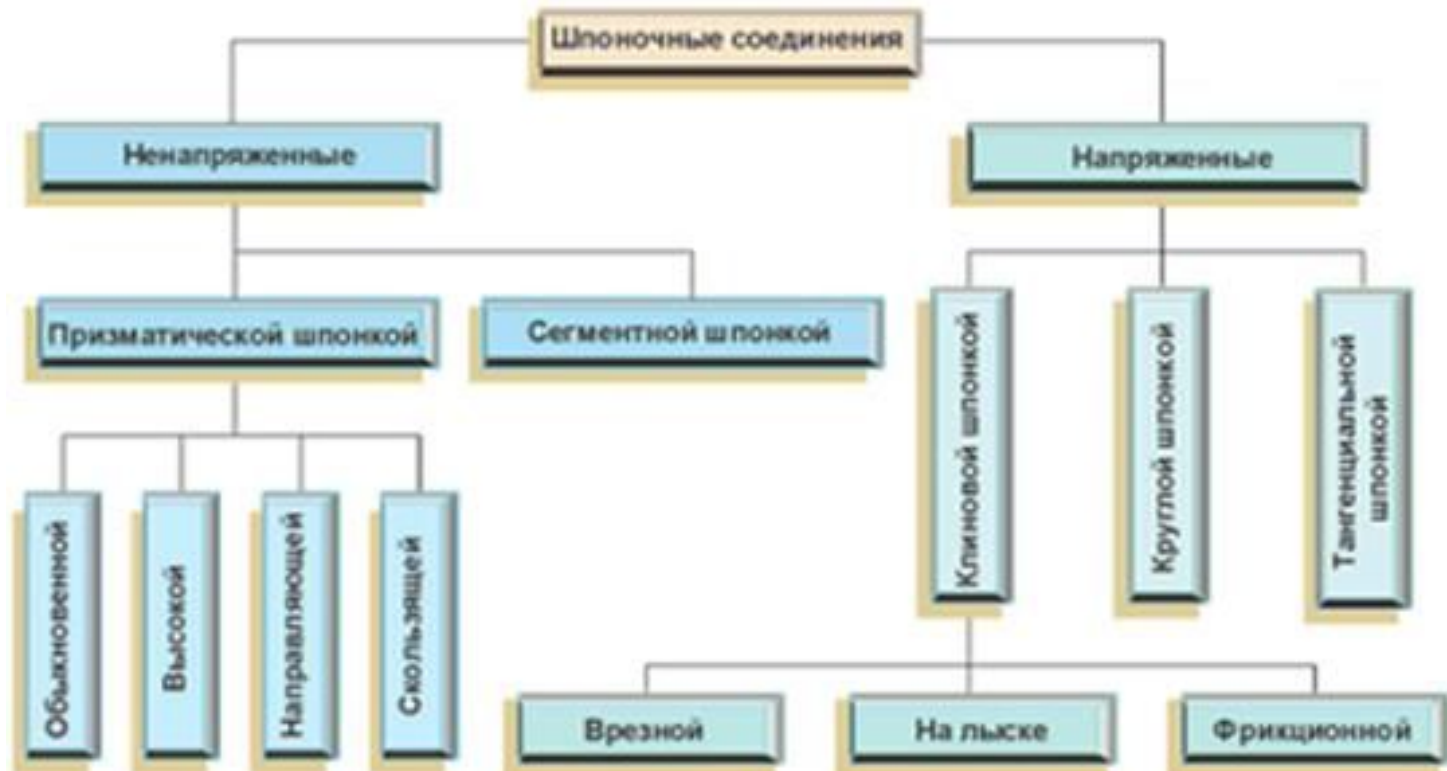 Шпоночные соединения
Ненапряженные
Напряженные
Призматической шпонкой
Сегментной шпонкой
Клиновой шпонкой
Круглой шпонкой
Тангенциальной
шпонкой
Обыкновенной
Высокой
Направляющей
Скользящей
Врезной
На лыске
Фрикционной